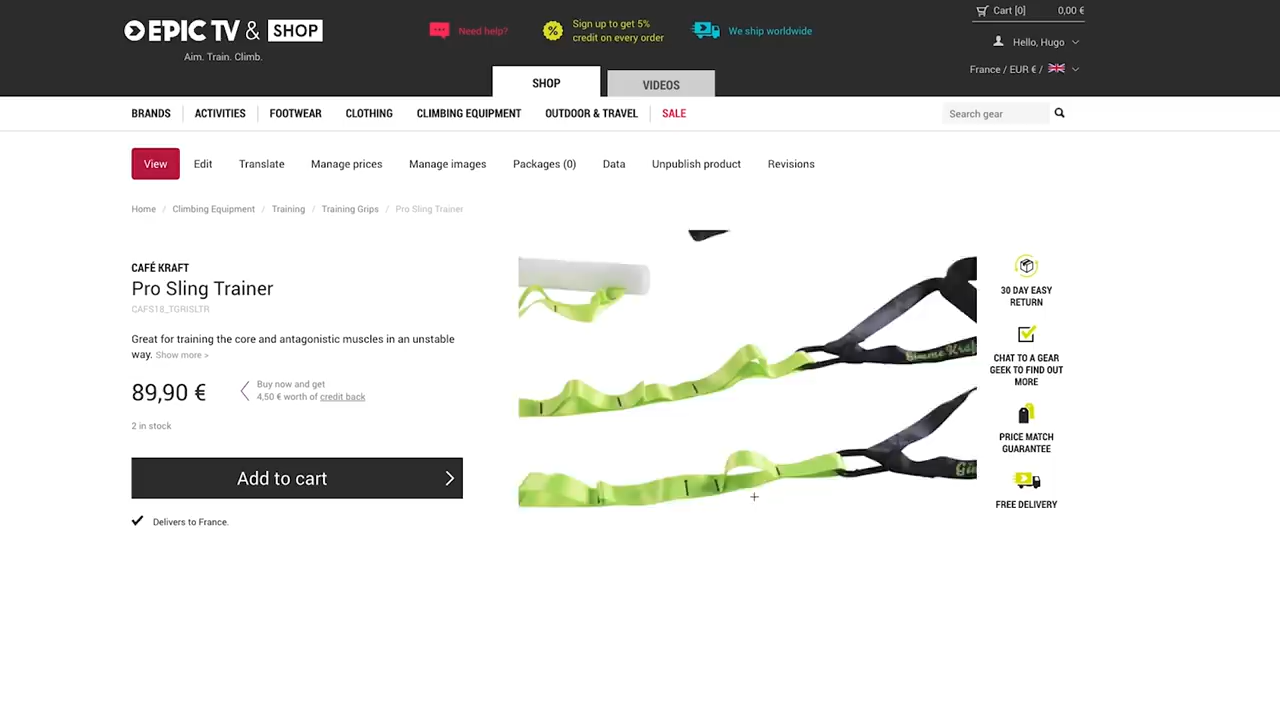 EPIC TV & SHOP
Aim. Train. Climb.
Need help?
Sign up to get 5%
credit on every order
We ship worldwide
Cart [0] 0,00 €
Hello, Hugo
France / EUR € /
SHOP
VIDEOS
BRANDS ACTIVITIES FOOTWEAR CLOTHING CLIMBING EQUIPMENT OUTDOOR & TRAVEL SALE
Search gear
View Edit Translate Manage prices Manage images Packages (0) Data Unpublish product Revisions
Home / Climbing Equipment / Training / Training Grips / Pro Sling Trainer
CAFÉ KRAFT
Pro Sling Trainer
CAFS18_TGRISLTR
Great for training the core and antagonistic muscles in an unstable
way. Show more >
89,90 €
Buy now and get
4,50 € worth of credit back
2 in stock
Add to cart
Delivers to France.
30 DAY EASY
RETURN
CHAT TO A GEAR
GEEK TO FIND OUT
MORE
PRICE MATCH
GUARANTEE
FREE DELIVERY